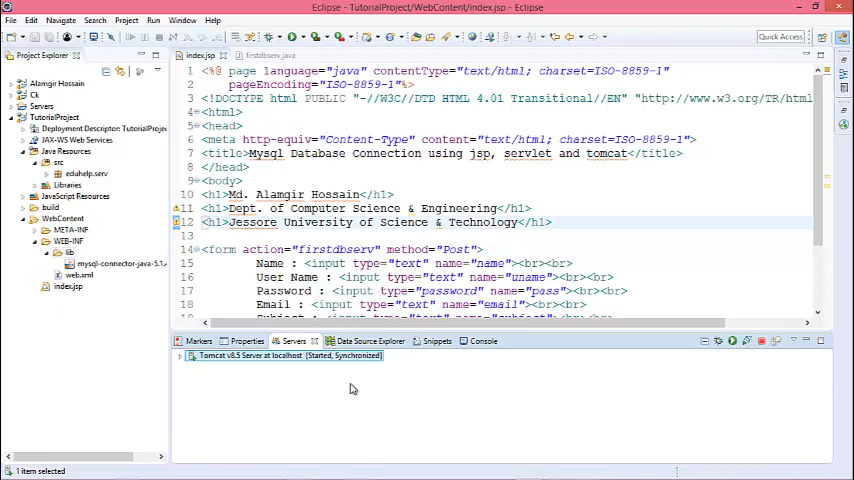 Eclipse - TutorialProject/WebContent/index.jsp - Eclipse
File Edit Navigate Search Project Run Window Help
Quick Access
Project Explorer
index.jsp
firstdbserv.java
Alamgir Hossain
Ck
Servers
TutorialProject
Deployment Descriptor: TutorialProjec
JAX-WS Web Services
Java Resources
src
eduhelp.serv
Libraries
JavaScript Resources
build
WebContent
META-INF
WEB-INF
lib
mysql-connector-java-5.1.
web.xml
index.jsp
1 <%@ page language="java" contentType="text/html; charset=ISO-8859-1"
2 pageEncoding="ISO-8859-1"%>
3 <!DOCTYPE html PUBLIC "-//W3C//DTD HTML 4.01 Transitional//EN" "http://www.w3.org/TR/htm
4 <html>
5 <head>
6 <meta http-equiv="Content-Type" content="text/html; charset=ISO-8859-1">
7 <title>Mysql Database Connection using jsp, servlet and tomcat</title>
8 </head>
9 <body>
10 <h1>Md. Alamgir Hossain</h1>
11 <h1>Dept. of Computer Science & Engineering</h1>
12 <h1>Jessore University of Science & Technology</h1>
13
14 <form action="firstdbserv" method="Post">
15 Name : <input type="text" name="name"><br><br>
16 User Name : <input type="text" name="uname"><br><br>
17 Password : <input type="password" name="pass"><br><br>
18 Email : <input type="text" name="email"><br><br>
Markers Properties Servers Data Source Explorer Snippets Console
Tomcat v8.5 Server at localhost [Started, Synchronized]
1 item selected